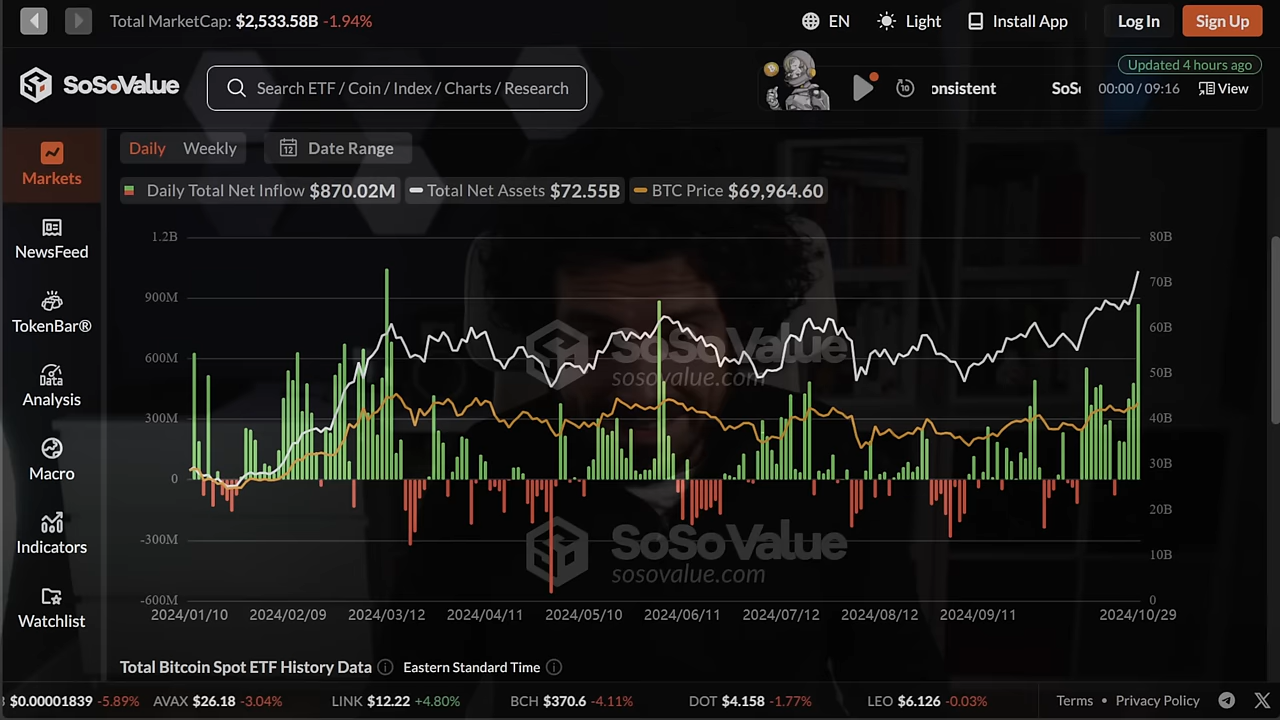 Total MarketCap: $2,533.58B -1.94%
EN
Light
Install App
Log In
Sign Up
SoSoValue
Search ETF / Coin / Index / Charts / Research
10
onsistent
SoSo
Updated 4 hours ago
00:00 / 09:16
View
Markets
NewsFeed
TokenBar®
Data Analysis
Macro
Indicators
Watchlist
Daily
Weekly
12
Date Range
Daily Total Net Inflow $870.02M
Total Net Assets $72.55B
BTC Price $69,964.60
1.2B
900M
600M
300M
0
-300M
-600M
80B
70B
60B
50B
40B
30B
20B
10B
0
SoSoValue
sosovalue.com
SoSoValue
sosovalue.com
2024/01/10 2024/02/09 2024/03/12 2024/04/11 2024/05/10 2024/06/11 2024/07/12 2024/08/12 2024/09/11 2024/10/29
Total Bitcoin Spot ETF History Data
Eastern Standard Time
$0.00001839 -5.89% AVAX $26.18 -3.04% LINK $12.22 +4.80% BCH $370.6 -4.11% DOT $4.158 -1.77% LEO $6.126 -0.03%
Terms • Privacy Policy